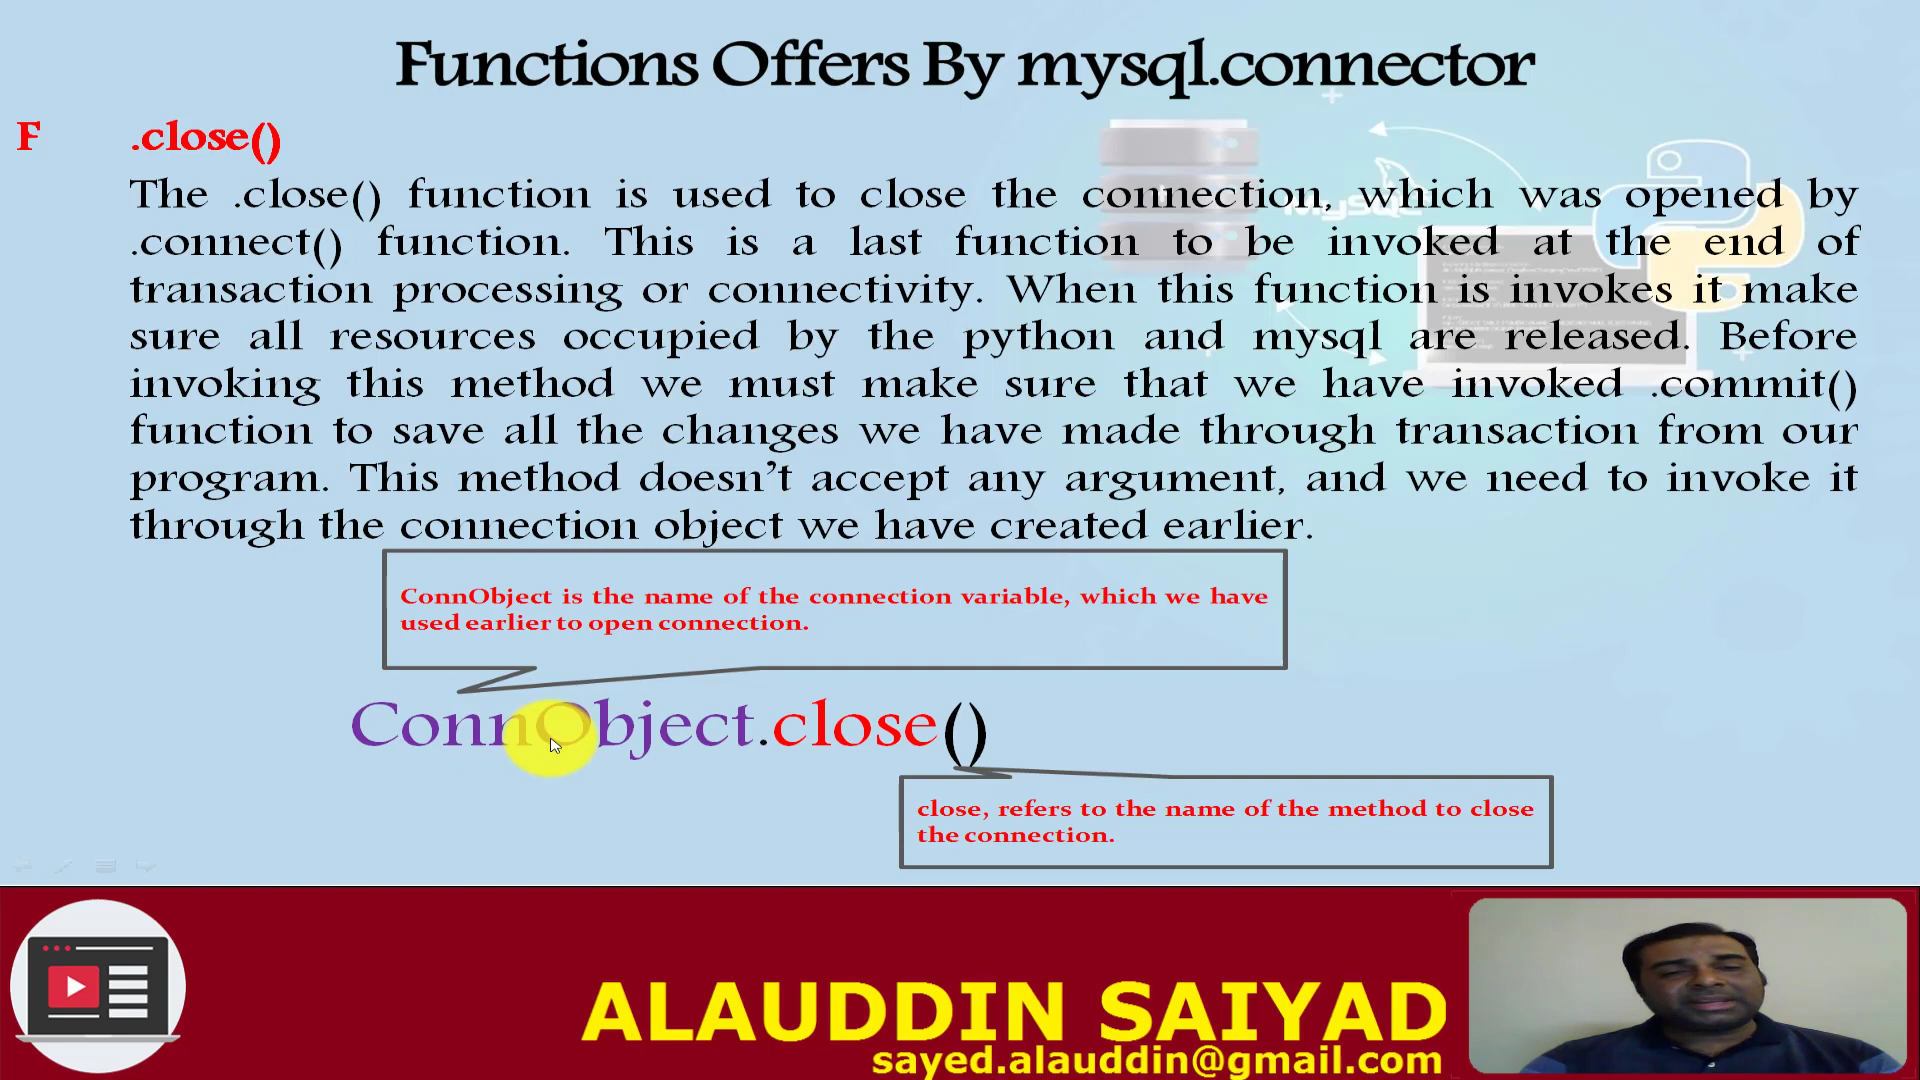 Functions Offers By mysql.connector
F .close()
The .close() function is used to close the connection, which was opened by
.connect() function. This is a last function to be invoked at the end of
transaction processing or connectivity. When this function is invokes it make
sure all resources occupied by the python and mysql are released. Before
invoking this method we must make sure that we have invoked .commit()
function to save all the changes we have made through transaction from our
program. This method doesn’t accept any argument, and we need to invoke it
through the connection object we have created earlier.
ConnObject is the name of the connection variable, which we have
used earlier to open connection.
ConnObject.close()
close, refers to the name of the method to close
the connection.
ALAUDDIN SAIYAD
sayed.alauddin@gmail.com